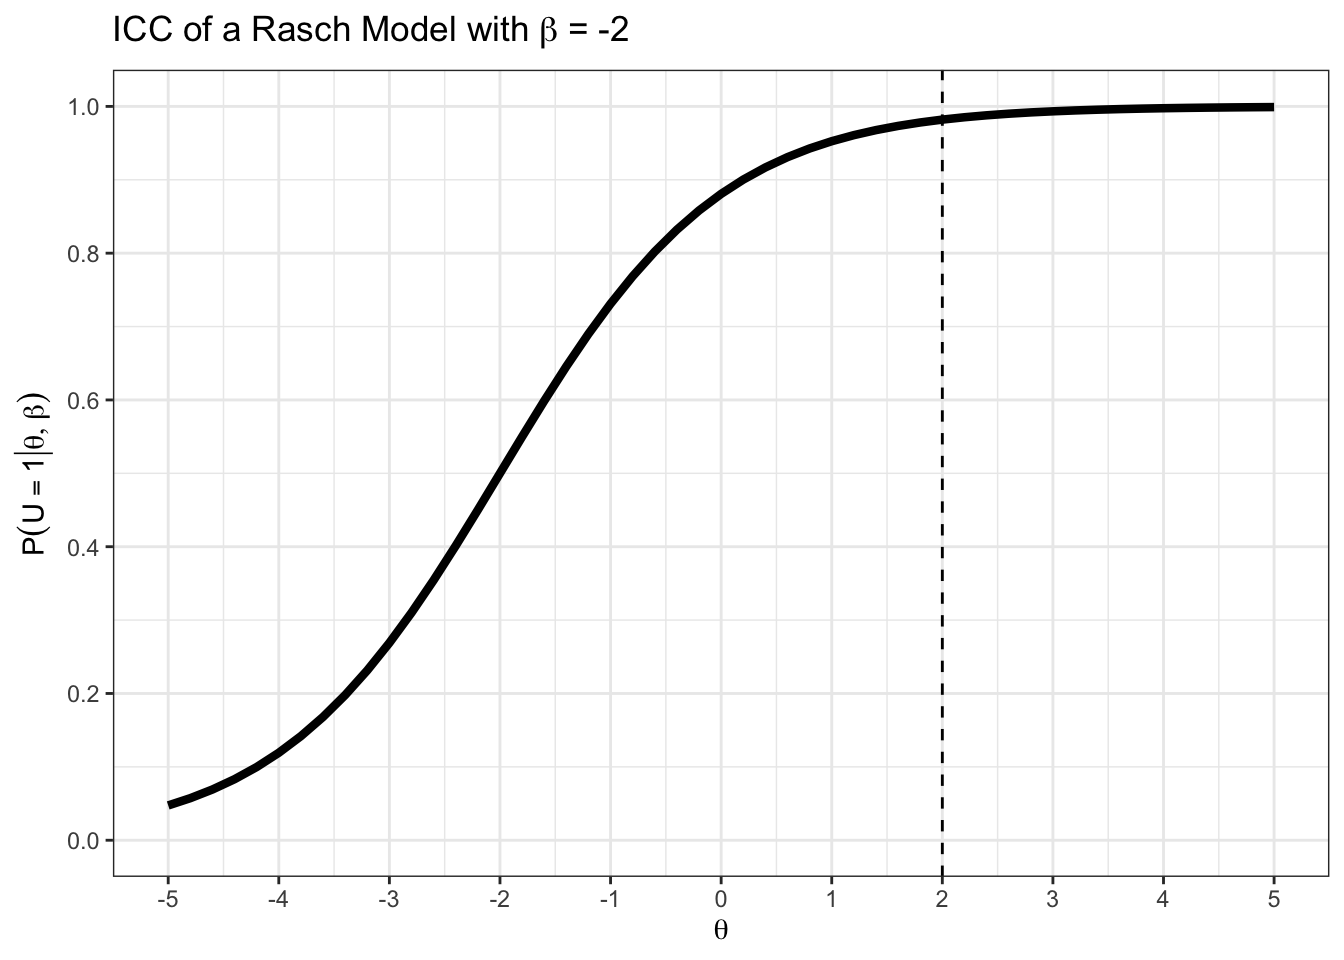 ICC of a Rasch Model with β = -2
P(U = 1|θ, β)
1.0
0.8
0.6
0.4
0.2
0.0
-5 -4 -3 -2 -1 0 1 2 3 4 5
θ